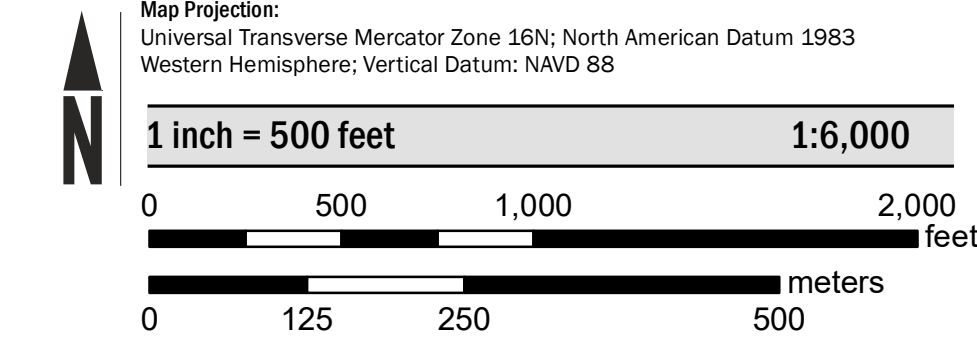 Map Projection:
Universal Transverse Mercator Zone 16N; North American Datum 1983
Western Hemisphere; Vertical Datum: NAVD 88
N
1 inch = 500 feet 1:6,000
0 500 1,000 2,000
feet
meters
0 125 250 500